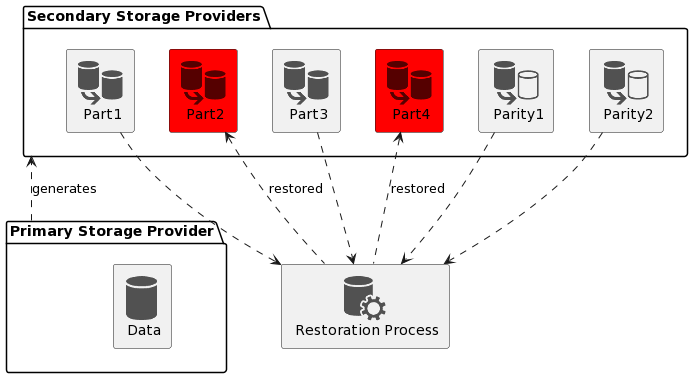 Secondary Storage Providers
Part1
Part2
Part3
Part4
Parity1
Parity2
generates
restored
restored
Primary Storage Provider
Data
Restoration Process